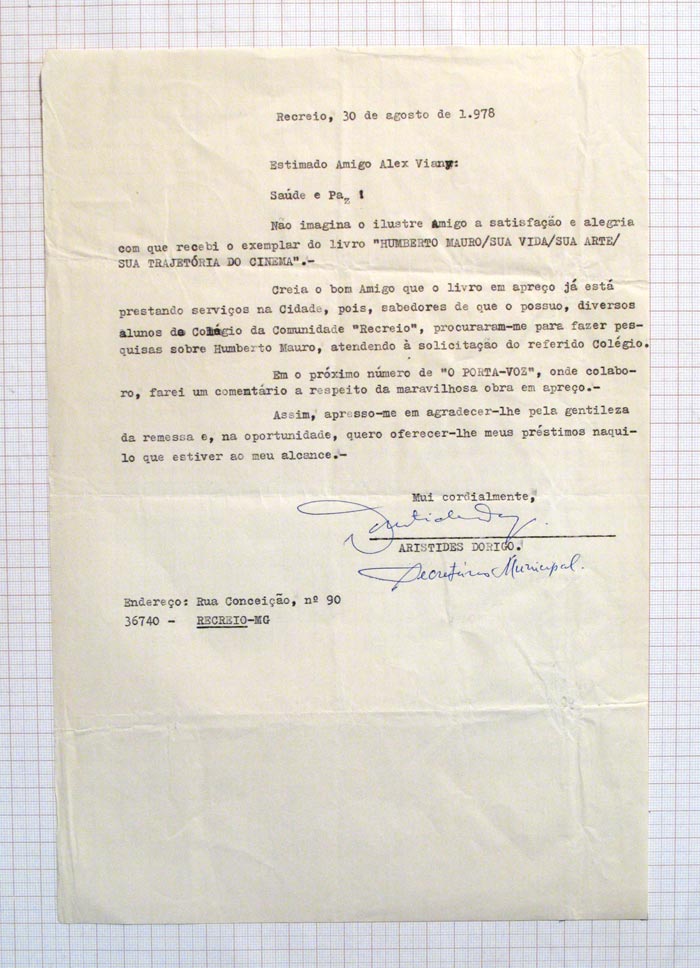 Recreio, 30 de agosto de 1.978
Estimado Amigo Alex Viany:
Saúde e Paz !
Não imagina o ilustre Amigo a satisfação e alegria
com que recebi o exemplar do livro "HUMBERTO MAURO/SUA VIDA/SUA ARTE/
SUA TRAJETÓRIA DO CINEMA".-
Creia o bom Amigo que o livro em apreço já está
prestando serviços na Cidade, pois, sabedores de que o possuo, diversos
alunos do Colégio da Comunidade "Recreio", procuraram-me para fazer pes-
quisas sobre Humberto Mauro, atendendo à solicitação do referido Colégio.
Em o próximo número de "O PORTA-VOZ", onde colabo-
ro, farei um comentário a respeito da maravilhosa obra em apreço.-
Assim, apresso-me em agradecer-lhe pela gentileza
da remessa e, na oportunidade, quero oferecer-lhe meus préstimos naqui-
lo que estiver ao meu alcance.-
Mui cordialmente,
ARISTIDES DORIGO.
Secretário Municipal.
Endereço: Rua Conceição, nº 90
36740 - RECREIO-MG